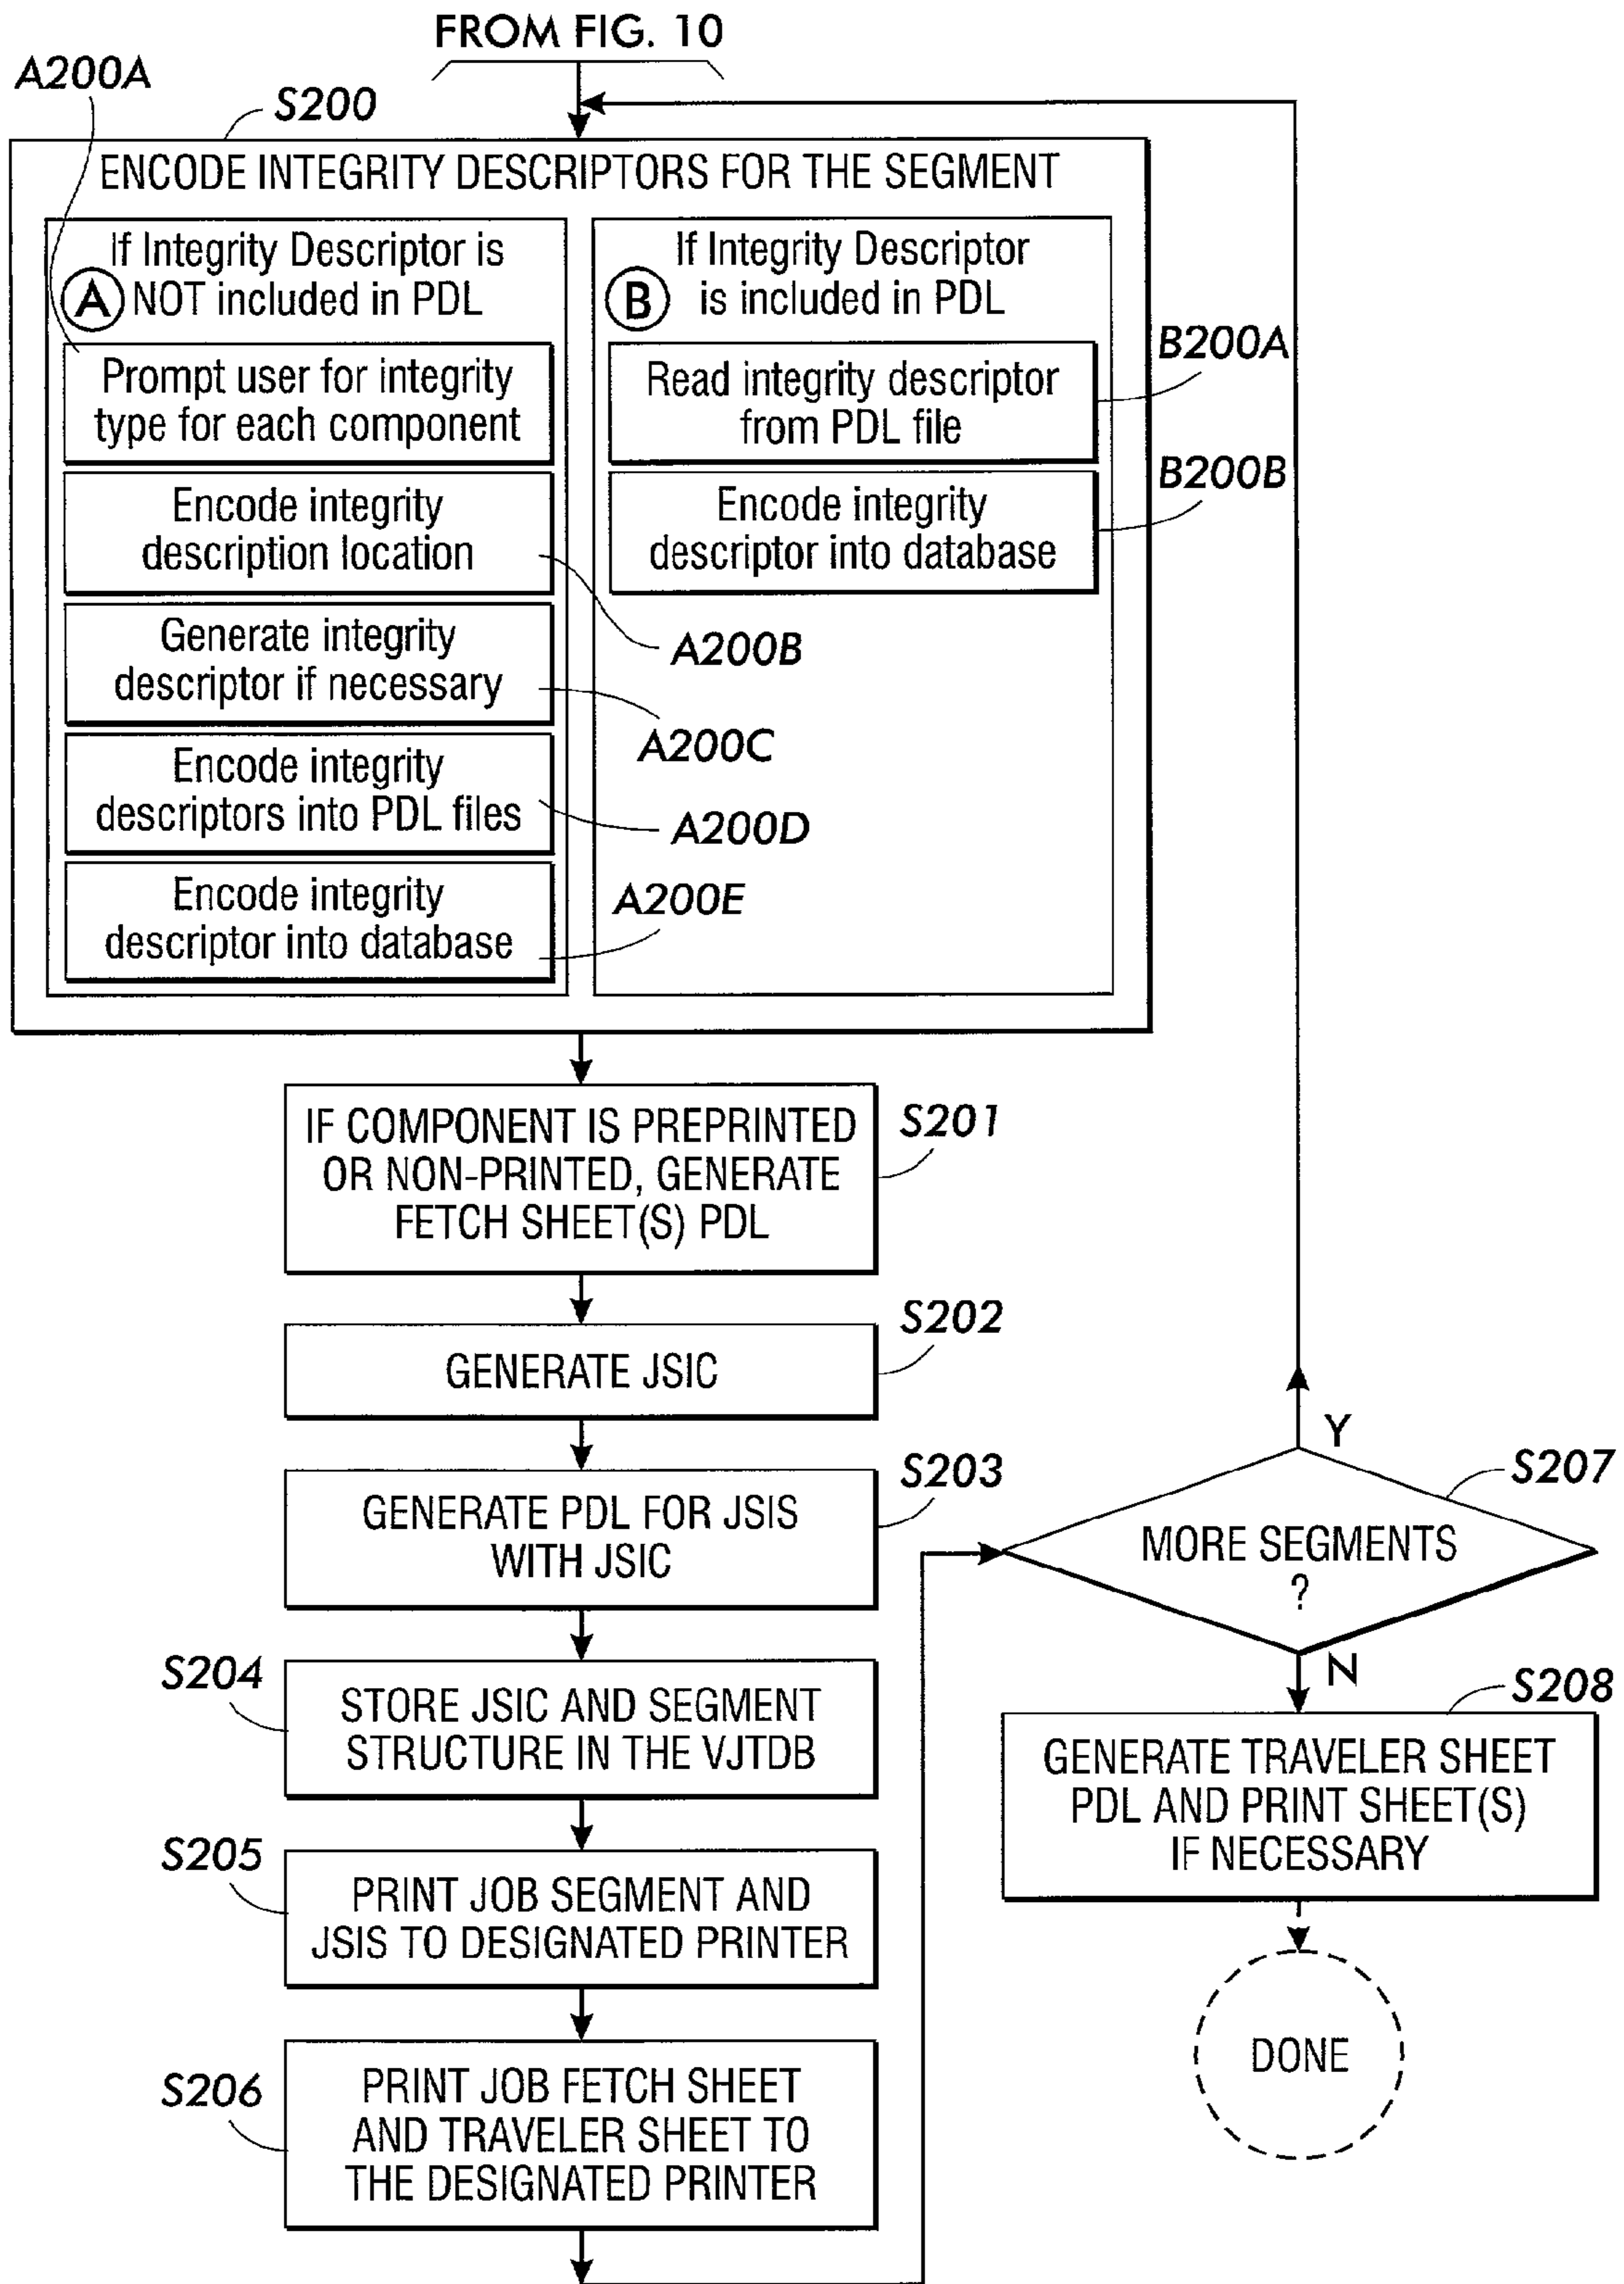 FROM FIG. 10
A200A
S200
ENCODE INTEGRITY DESCRIPTORS FOR THE SEGMENT
If Integrity Descriptor is
A NOT included in PDL
Prompt user for integrity
type for each component
Encode integrity
description location
A200B
Generate integrity
descriptor if necessary
A200C
Encode integrity
descriptors into PDL files
A200D
Encode integrity
descriptor into database
A200E
If Integrity Descriptor
B is included in PDL
Read integrity descriptor
from PDL file
B200A
Encode integrity
descriptor into database
B200B
IF COMPONENT IS PREPRINTED
OR NON-PRINTED, GENERATE
FETCH SHEET(S) PDL
S201
GENERATE JSIC
S202
GENERATE PDL FOR JSIS
WITH JSIC
S203
STORE JSIC AND SEGMENT
STRUCTURE IN THE VJTDB
S204
PRINT JOB SEGMENT AND
JSIS TO DESIGNATED PRINTER
S205
PRINT JOB FETCH SHEET
AND TRAVELER SHEET TO
THE DESIGNATED PRINTER
S206
MORE SEGMENTS
?
S207
Y
N
GENERATE TRAVELER SHEET
PDL AND PRINT SHEET(S)
IF NECESSARY
S208
DONE